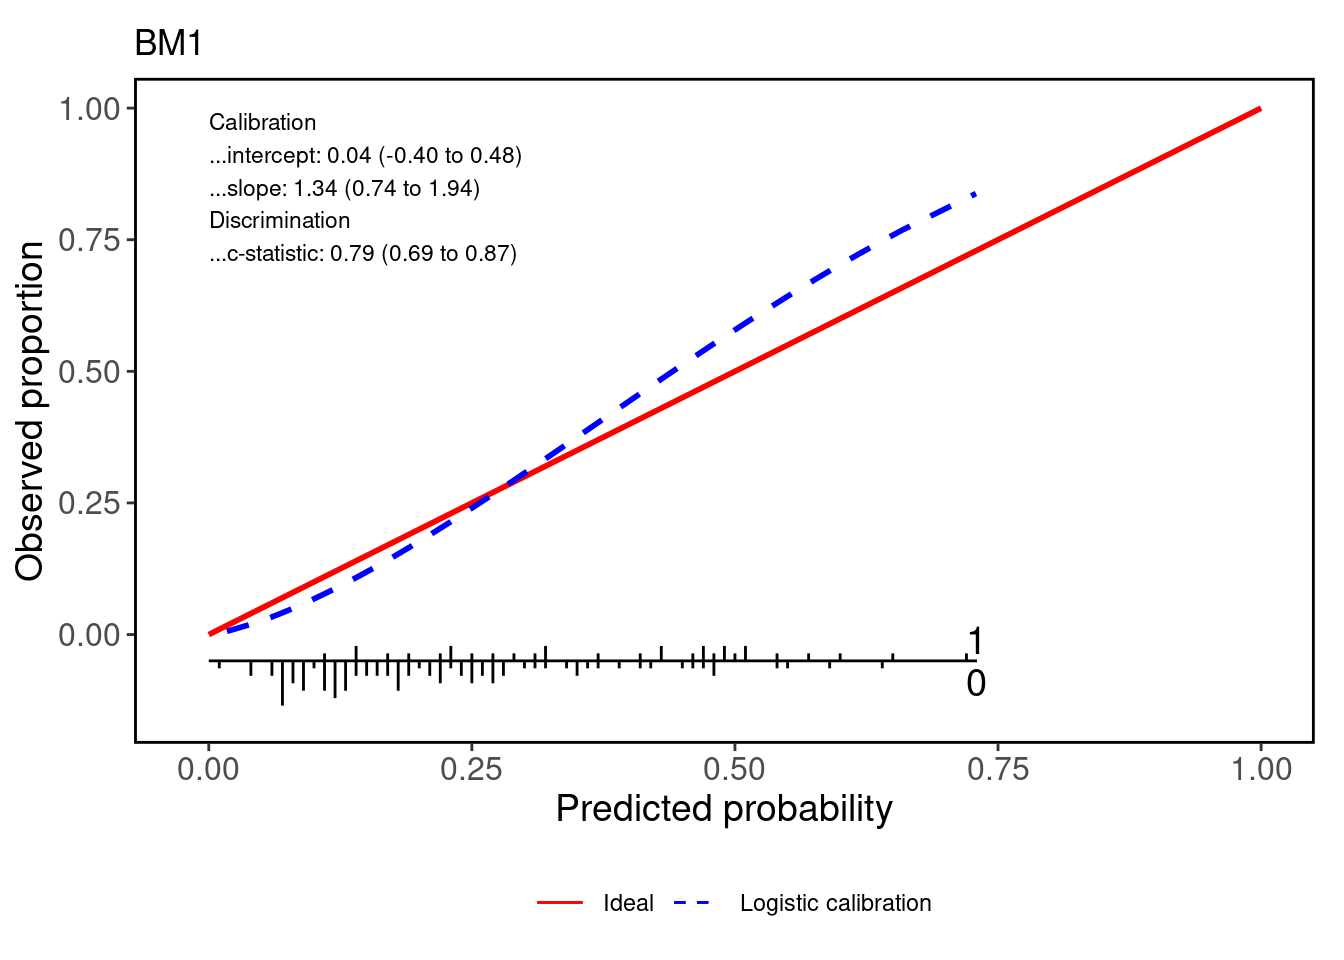 BM1
1.00
0.75
0.50
0.25
0.00
Observed proportion
Calibration
...intercept: 0.04 (-0.40 to 0.48)
...slope: 1.34 (0.74 to 1.94)
Discrimination
...c-statistic: 0.79 (0.69 to 0.87)
1
0
0.00 0.25 0.50 0.75 1.00
Predicted probability
Ideal Logistic calibration